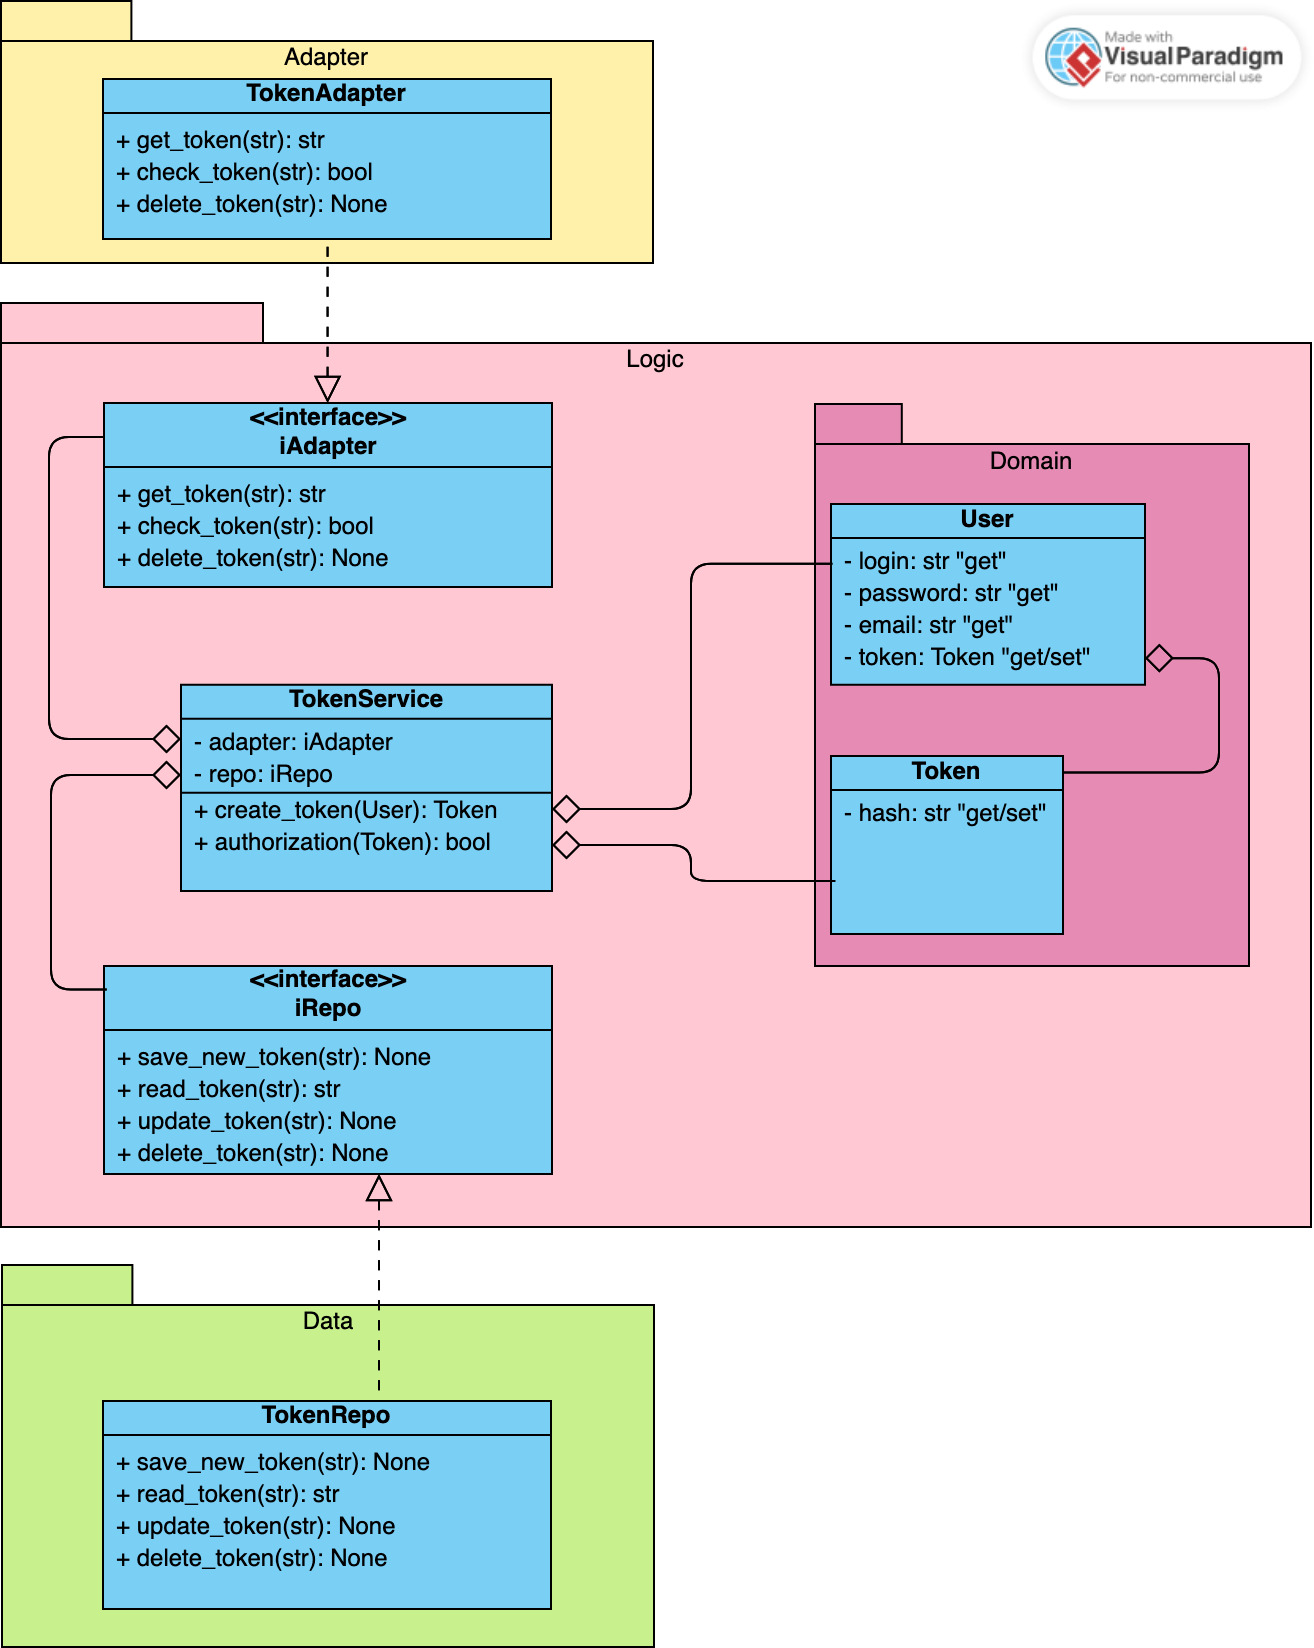 Made with
VisualParadigm
For non-commercial use
Adapter
TokenAdapter
+ get_token(str): str
+ check_token(str): bool
+ delete_token(str): None
Logic
<<interface>>
iAdapter
+ get_token(str): str
+ check_token(str): bool
+ delete_token(str): None
Domain
User
- login: str "get"
- password: str "get"
- email: str "get"
- token: Token "get/set"
TokenService
- adapter: iAdapter
- repo: iRepo
+ create_token(User): Token
+ authorization(Token): bool
Token
- hash: str "get/set"
<<interface>>
iRepo
+ save_new_token(str): None
+ read_token(str): str
+ update_token(str): None
+ delete_token(str): None
Data
TokenRepo
+ save_new_token(str): None
+ read_token(str): str
+ update_token(str): None
+ delete_token(str): None